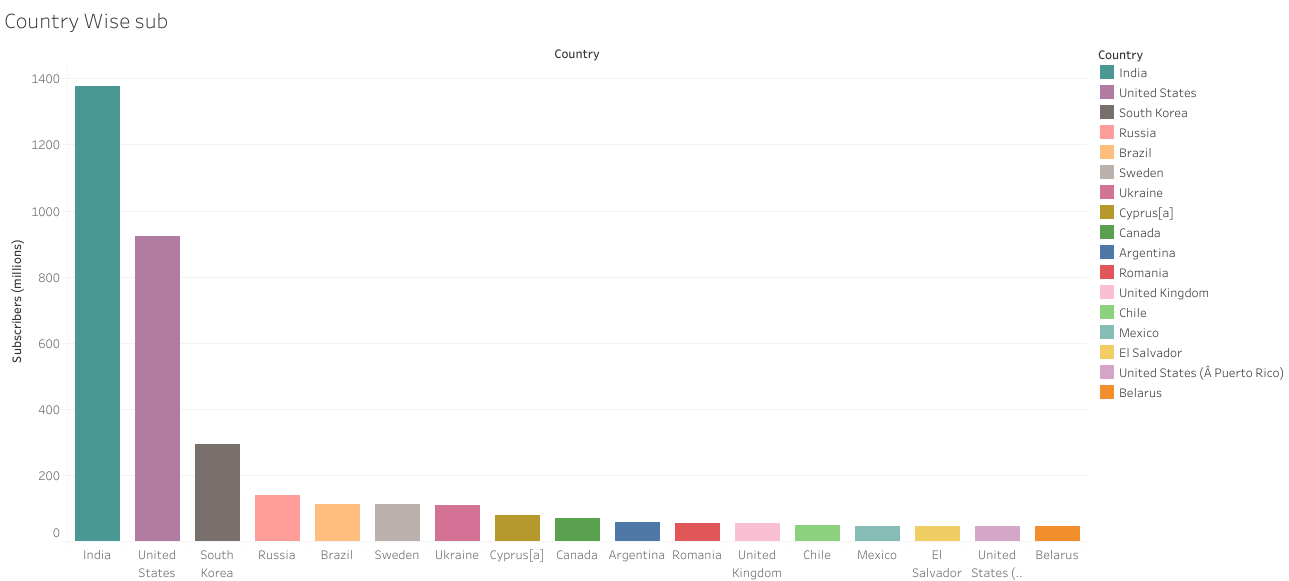 Country Wise sub
Country
Subscribers (millions)
1400
1200
1000
800
600
400
200
0
India
United
States
South
Korea
Russia
Brazil
Sweden
Ukraine
Cyprus[a]
Canada
Argentina
Romania
United
Kingdom
Chile
Mexico
El
Salvador
United
States (..
Belarus
Country
India
United States
South Korea
Russia
Brazil
Sweden
Ukraine
Cyprus[a]
Canada
Argentina
Romania
United Kingdom
Chile
Mexico
El Salvador
United States (Â Puerto Rico)
Belarus